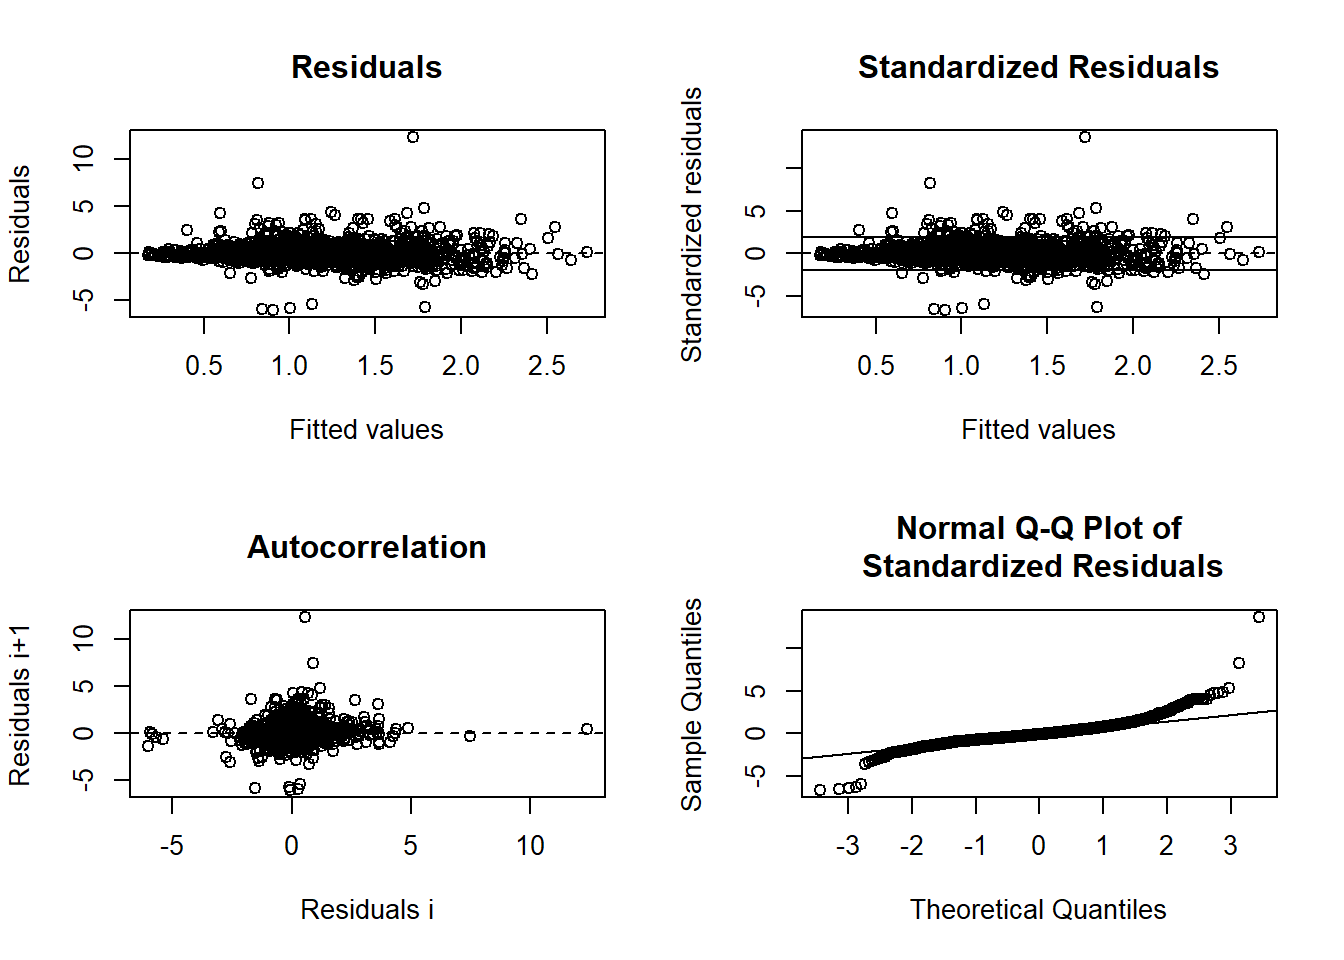 Residuals
Residuals
10
5
0
-5
0.5 1.0 1.5 2.0 2.5
Fitted values
Standardized Residuals
Standardized residuals
5
0
-5
0.5 1.0 1.5 2.0 2.5
Fitted values
Autocorrelation
Residuals i+1
10
5
0
-5
-5 0 5 10
Residuals i
Normal Q-Q Plot of
Standardized Residuals
Sample Quantiles
5
0
-5
-3 -2 -1 0 1 2 3
Theoretical Quantiles